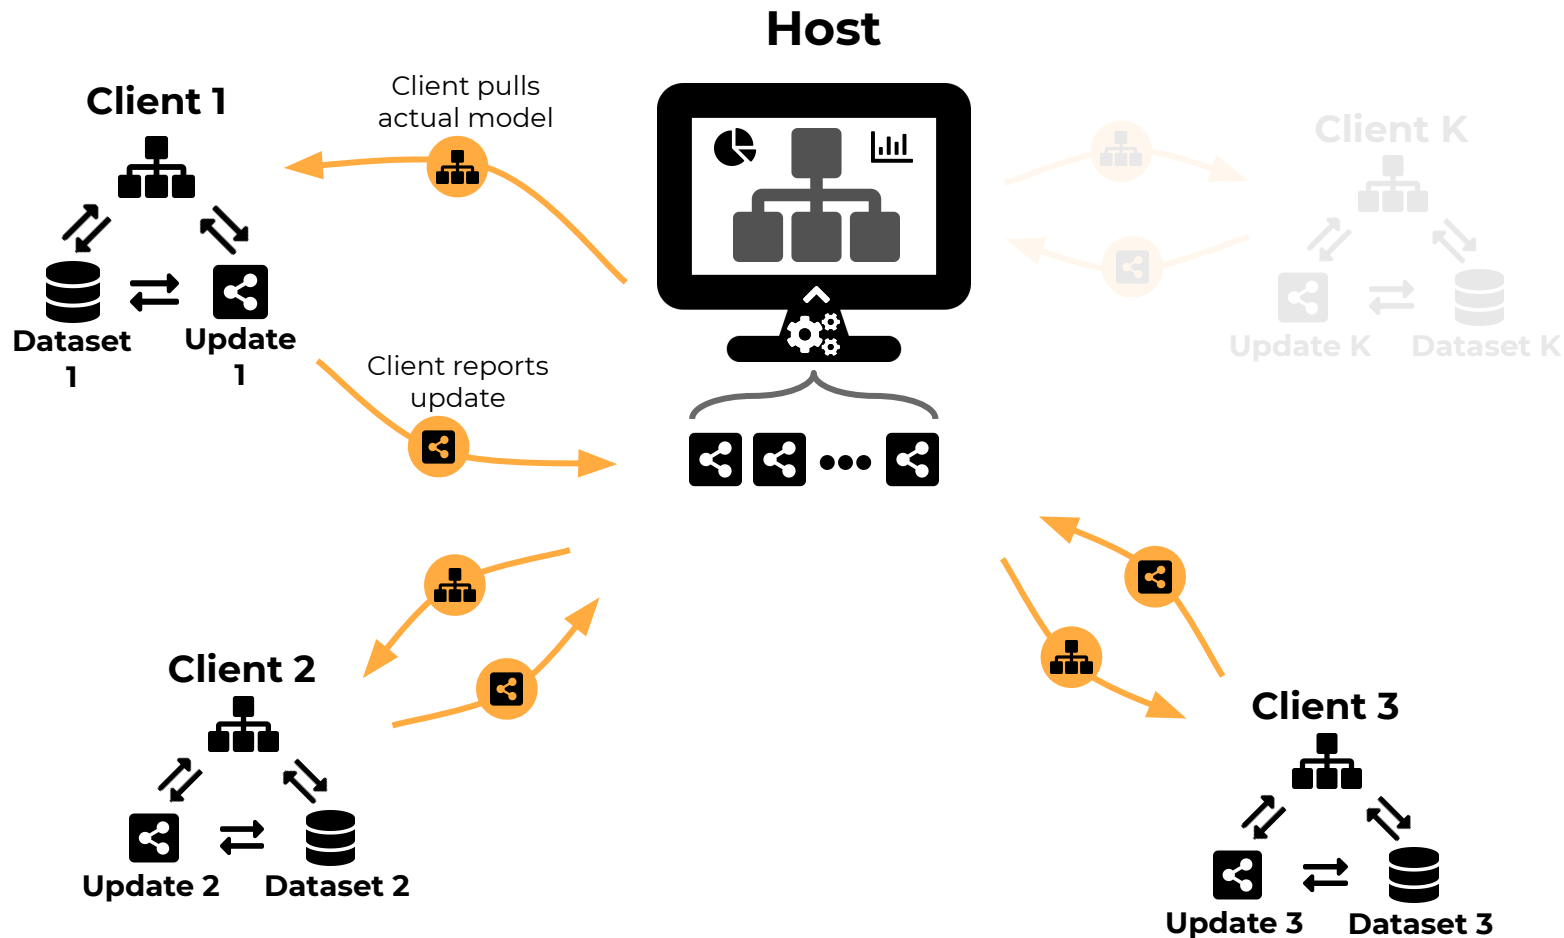 Host
Client 1
Client pulls
actual model
Dataset
1
Update
1
Client reports
update
Client K
Update K
Dataset K
Client 2
Update 2
Dataset 2
Client 3
Update 3
Dataset 3